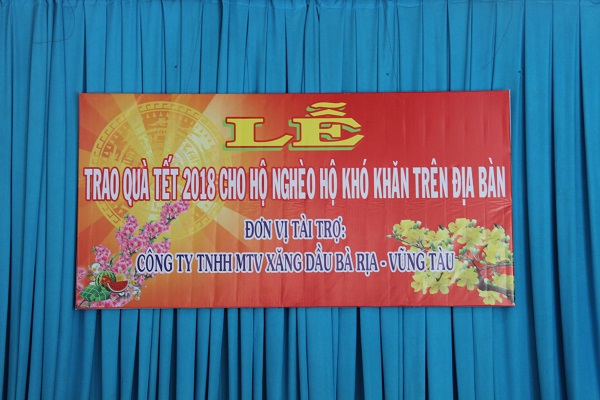 LỄ
TRAO QUÀ TẾT 2018 CHO HỘ NGHÈO HỘ KHÓ KHĂN TRÊN ĐỊA BÀN
ĐƠN VỊ TÀI TRỢ:
CÔNG TY TNHH MTV XĂNG DẦU BÀ RỊA - VŨNG TÀU